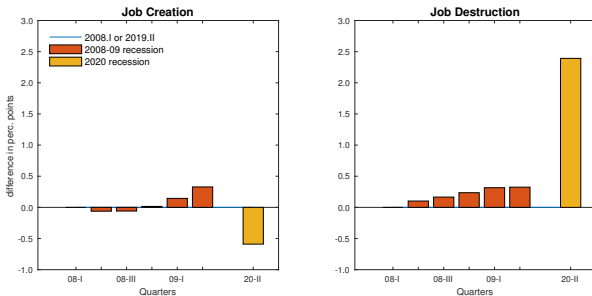 Job Creation
3.0
2.5
2.0
1.5
1.0
0.5
0.0
-0.5
-1.0
difference in perc. points
2008.I or 2019.II
2008-09 recession
2020 recession
08-I
08-III
09-I
20-II
Quarters
Job Destruction
3.0
2.5
2.0
1.5
1.0
0.5
0.0
-0.5
-1.0
08-I
08-III
09-I
20-II
Quarters